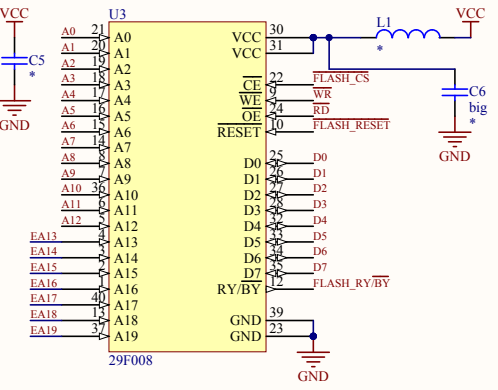 VCC
C5
*
GND
U3
A0 21 A0
A1 20 A1
A2 19 A2
A3 18 A3
A4 17 A4
A5 16 A5
A6 15 A6
A7 14 A7
A8 8 A8
A9 7 A9
A10 36 A10
A11 6 A11
A12 5 A12
EA13 4 A13
EA14 3 A14
EA15 2 A15
EA16 1 A16
EA17 40 A17
EA18 13 A18
EA19 37 A19
29F008
VCC 30
VCC 31
CE 22 FLASH_CS
WE 9 WR
OE 24 RD
RESET 10 FLASH_RESET
D0 25 D0
D1 26 D1
D2 27 D2
D3 28 D3
D4 32 D4
D5 33 D5
D6 34 D6
D7 35 D7
RY/BY 12 FLASH_RY/BY
GND 39
GND 23
GND
L1
*
VCC
C6
big
*
GND